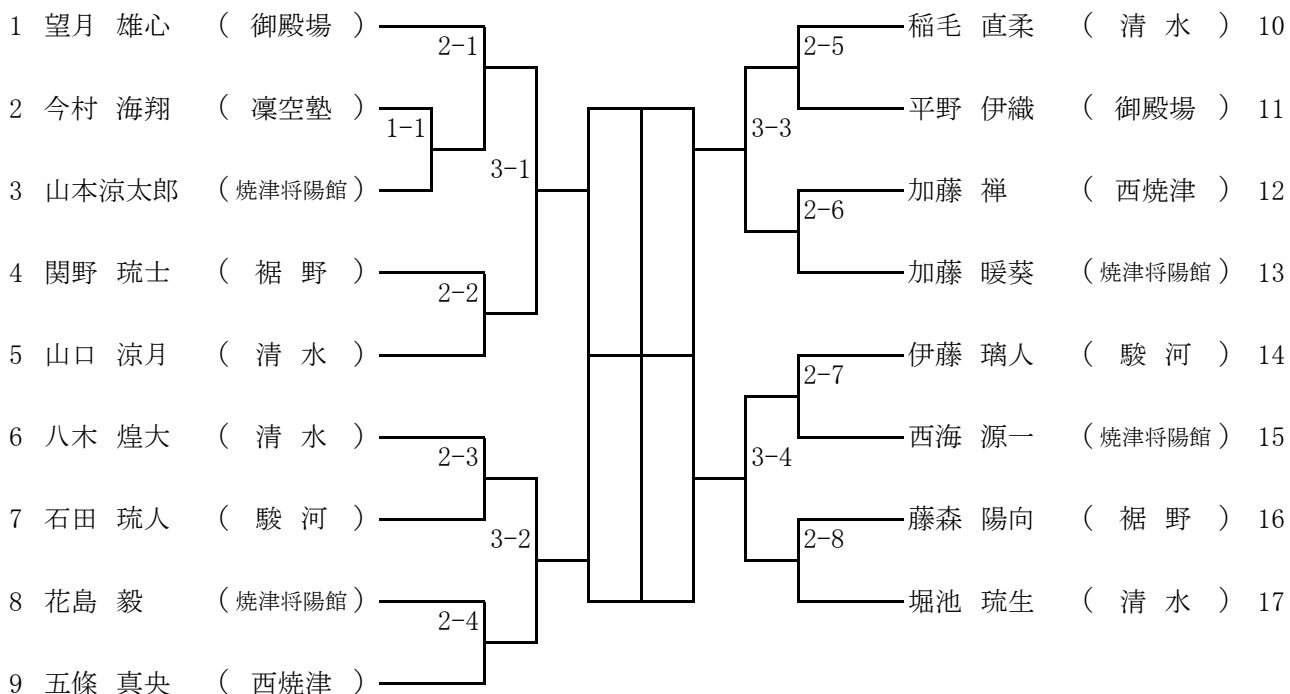 1 望月 雄心 ( 御殿場 )
2-1
2 今村 海翔 ( 凜空塾 )
1-1
3 山本涼太郎 ( 焼津将陽館 )
3-1
4 関野 琉士 ( 裾 野 )
2-2
5 山口 涼月 ( 清 水 )
6 八木 煌大 ( 清 水 )
2-3
7 石田 琉人 ( 駿 河 )
3-2
8 花島 毅 ( 焼津将陽館 )
2-4
9 五條 真央 ( 西焼津 )
稲毛 直柔 ( 清 水 ) 10
2-5
平野 伊織 ( 御殿場 ) 11
3-3
加藤 禅 ( 西焼津 ) 12
2-6
加藤 暖葵 ( 焼津将陽館 ) 13
伊藤 璃人 ( 駿 河 ) 14
2-7
西海 源一 ( 焼津将陽館 ) 15
3-4
藤森 陽向 ( 裾 野 ) 16
2-8
堀池 琉生 ( 清 水 ) 17